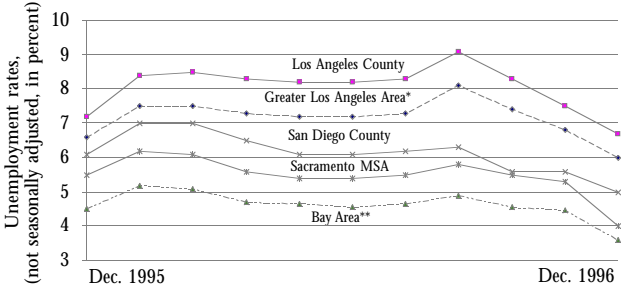 Unemployment rates,
(not seasonally adjusted, in percent)
10
9
8
7
6
5
4
3
Los Angeles County
Greater Los Angeles Area*
San Diego County
Sacramento MSA
Bay Area**
Dec. 1995
Dec. 1996